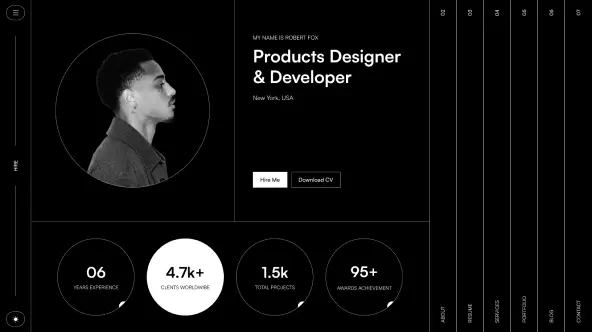 HIRE
MY NAME IS ROBERT FOX
Products Designer
& Developer
New York, USA
Hire Me
Download CV
06
YEARS EXPERIENCE
4.7k+
CLIENTS WORLDWIBE
1.5k
TOTAL PROJECTS
95+
AWARDS ACHIEVEMENT
02
ABOUT
03
RESUME
04
SERVICES
05
PORTFOLIO
06
BLOG
07
CONTACT